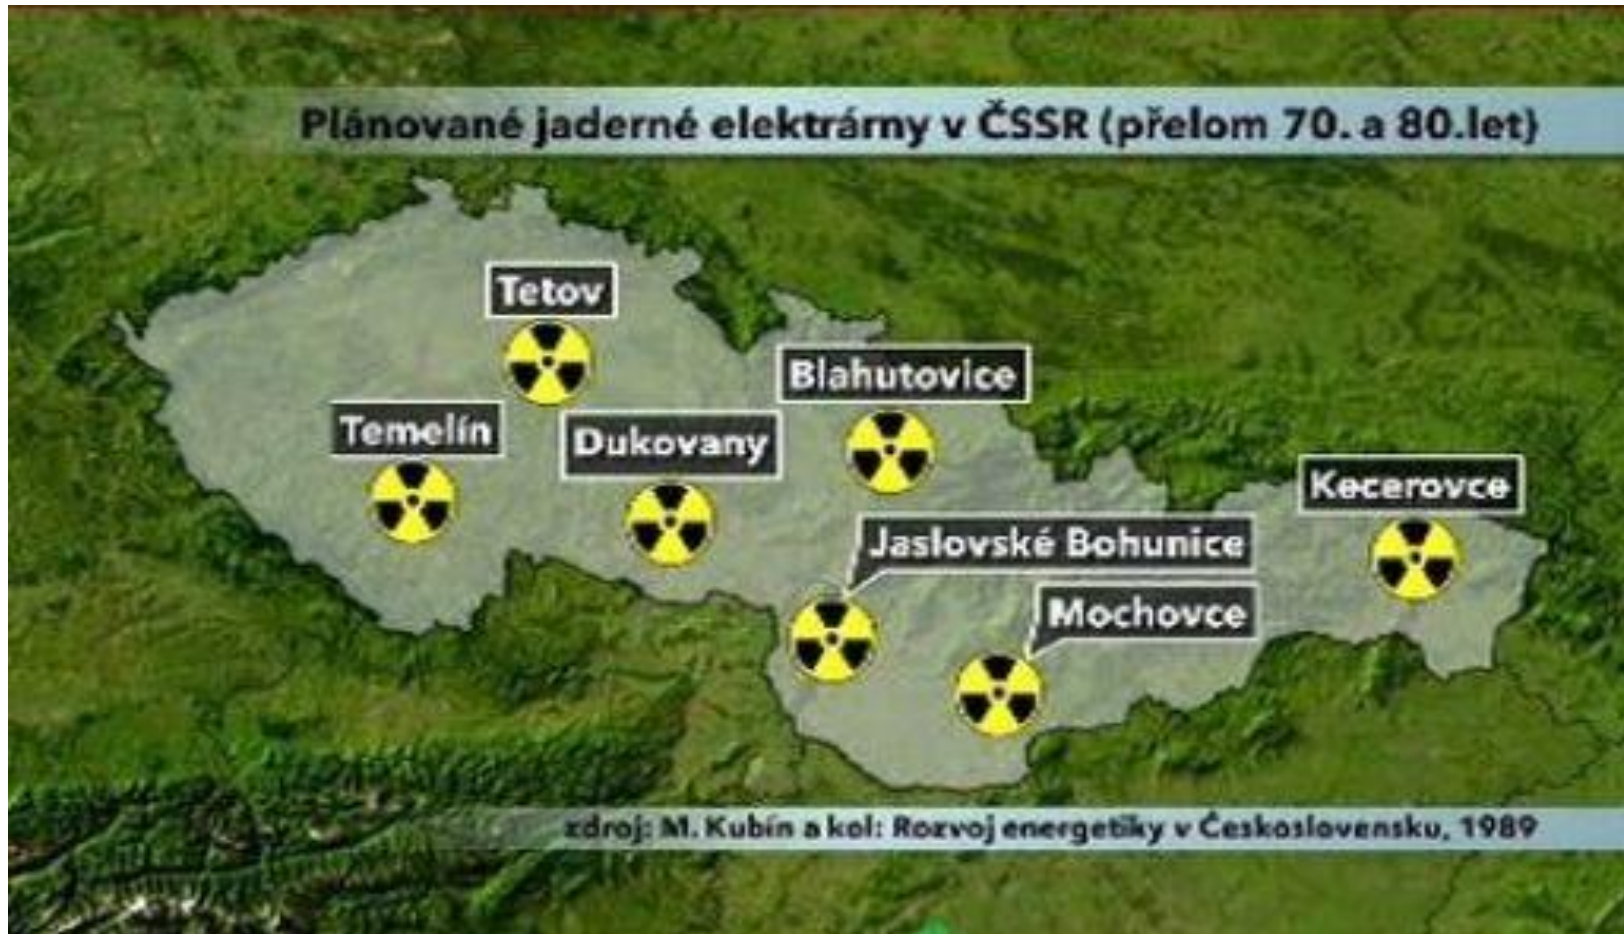 Plánované jaderné elektrárny v ČSSR (přelom 70. a 80.let)
Tetov
Blahutovice
Temelín
Dukovany
Kecerovce
Jaslovské Bohunice
Mochovce
zdroj: M. Kubín a kol: Rozvoj energetiky v Československu, 1989